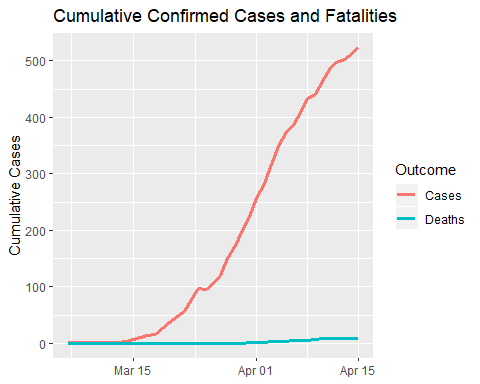 Cumulative Confirmed Cases and Fatalities
Cumulative Cases
500
400
300
200
100
0
Mar 15
Apr 01
Apr 15
Outcome
Cases
Deaths